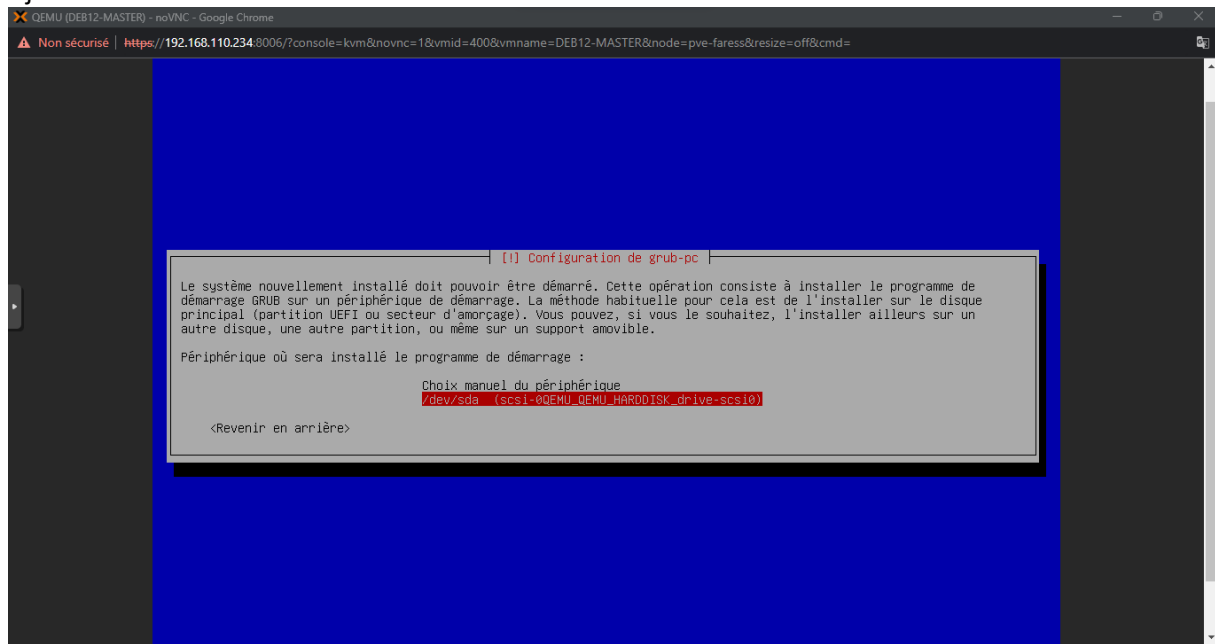 QEMU (DEB12-MASTER) - noVNC - Google Chrome
Non sécurisé | https://192.168.110.234:8006/?console=kvm&novnc=1&vmid=400&vmname=DEB12-MASTER&node=pve-faress&resize=off&cmd=
[!] Configuration de grub-pc
Le système nouvellement installé doit pouvoir être démarré. Cette opération consiste à installer le programme de
démarrage GRUB sur un périphérique de démarrage. La méthode habituelle pour cela est de l'installer sur le disque
principal (partition UEFI ou secteur d'amorçage). Vous pouvez, si vous le souhaitez, l'installer ailleurs sur un
autre disque, une autre partition, ou même sur un support amovible.
Périphérique où sera installé le programme de démarrage :
Choix manuel du périphérique
/dev/sda (scsi-0QEMU_QEMU_HARDDISK_drive-scsi0)
<Revenir en arrière>